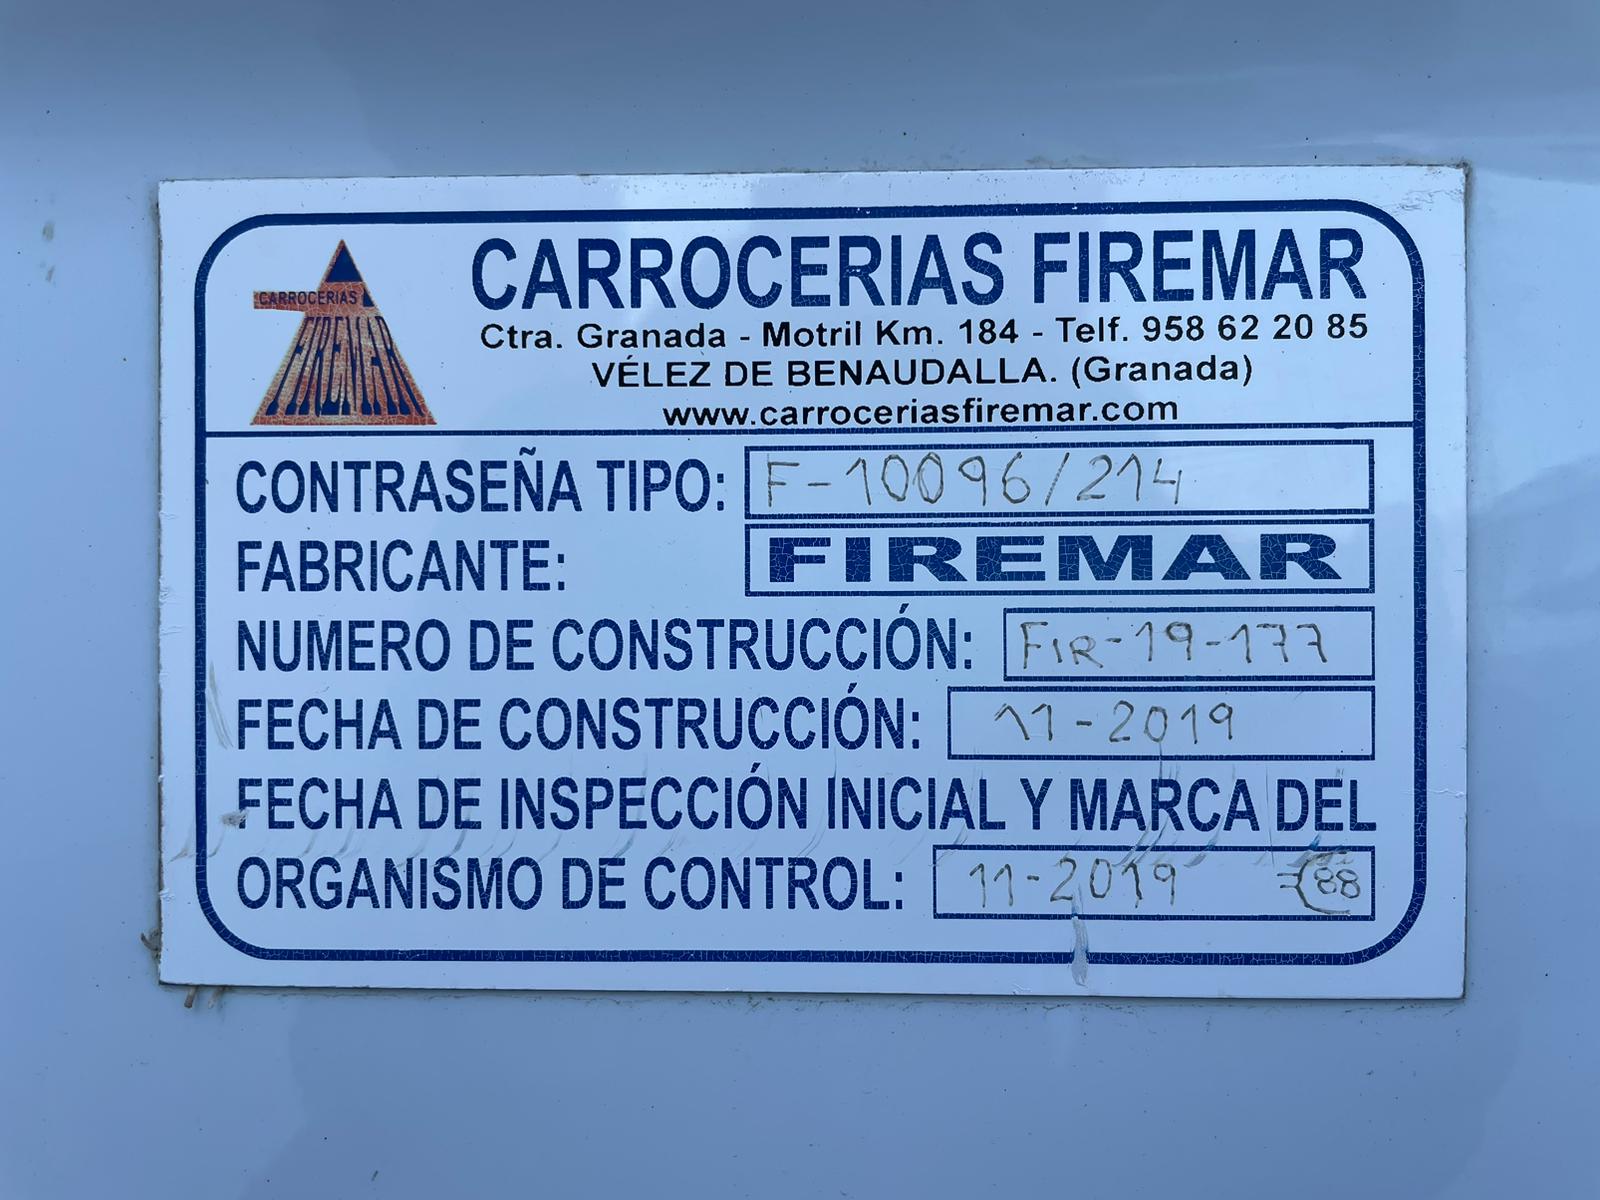 CARROCERIAS FIREMAR
CARROCERIAS FIREMAR
Ctra. Granada - Motril Km. 184 - Telf. 958 62 20 85
VÉLEZ DE BENAUDALLA. (Granada)
www.carroceriasfiremar.com
CONTRASEÑA TIPO: F-10096/214
FABRICANTE: FIREMAR
NUMERO DE CONSTRUCCIÓN: FIR-19-177
FECHA DE CONSTRUCCIÓN: 11-2019
FECHA DE INSPECCIÓN INICIAL Y MARCA DEL
ORGANISMO DE CONTROL: 11-2019 88